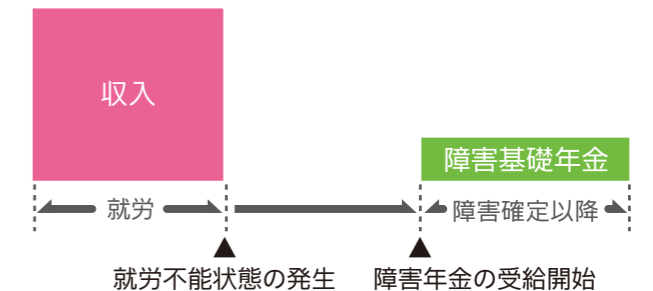 収入
障害基礎年金
就労
障害確定以降
就労不能状態の発生
障害年金の受給開始